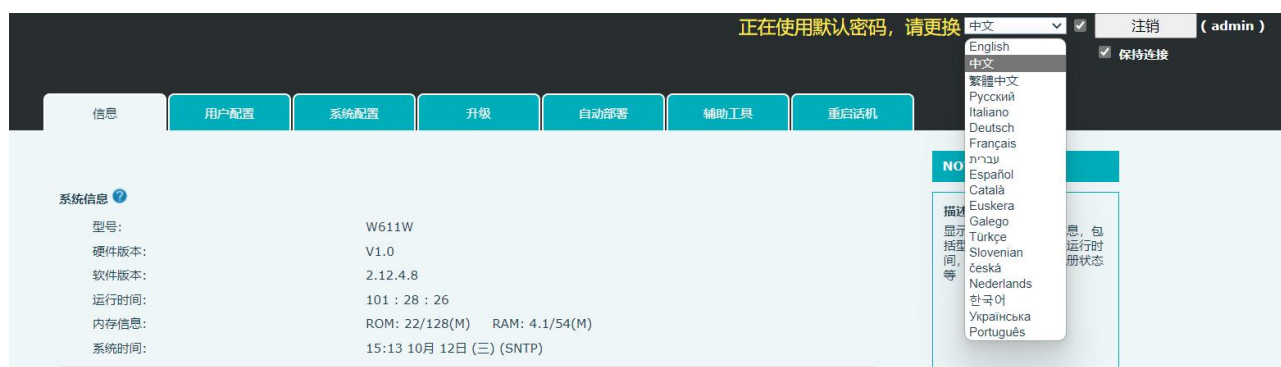 正在使用默认密码，请更换 中文 注销 ( admin )
保持连接
English
中文
繁體中文
Русский
Italiano
Deutsch
Français
עברית
Español
Català
Euskera
Galego
Türkçe
Slovenian
česká
Nederlands
한국어
Українська
Português
信息 用户配置 系统配置 升级 自动部署 辅助工具 重启话机
NO
系统信息
型号: W611W
硬件版本: V1.0
软件版本: 2.12.4.8
运行时间: 101 : 28 : 26
内存信息: ROM: 22/128(M) RAM: 4.1/54(M)
系统时间: 15:13 10月 12日 (三) (SNTP)
描述
显示 息，包
括型 运行时
间， 册状态
等